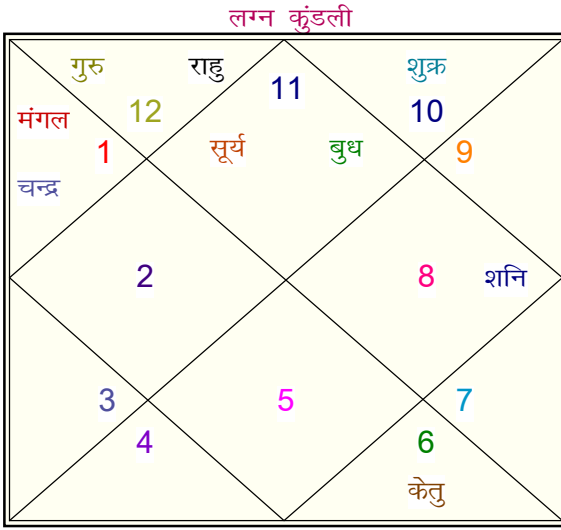 लग्न कुंडली
गुरु राहु शुक्र
11
12 10
मंगल
सूर्य बुध
1 9
चन्द्र
2 8 शनि
3 5 7
4 6
केतु